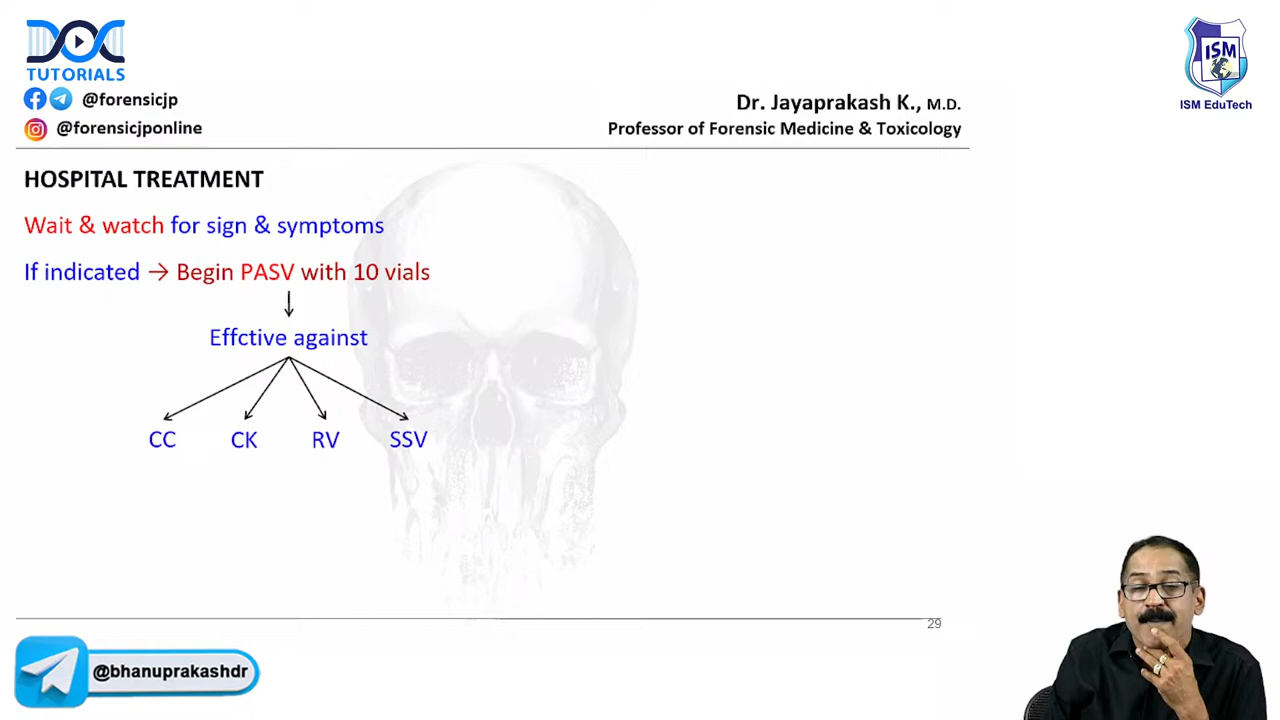 DOC
TUTORIALS
@forensicjp
@forensicjponline
Dr. Jayaprakash K., M.D.
Professor of Forensic Medicine & Toxicology
ISM
ISM EduTech
HOSPITAL TREATMENT
Wait & watch for sign & symptoms
If indicated → Begin PASV with 10 vials
Effctive against
CC CK RV SSV
29
@bhanuprakashdr